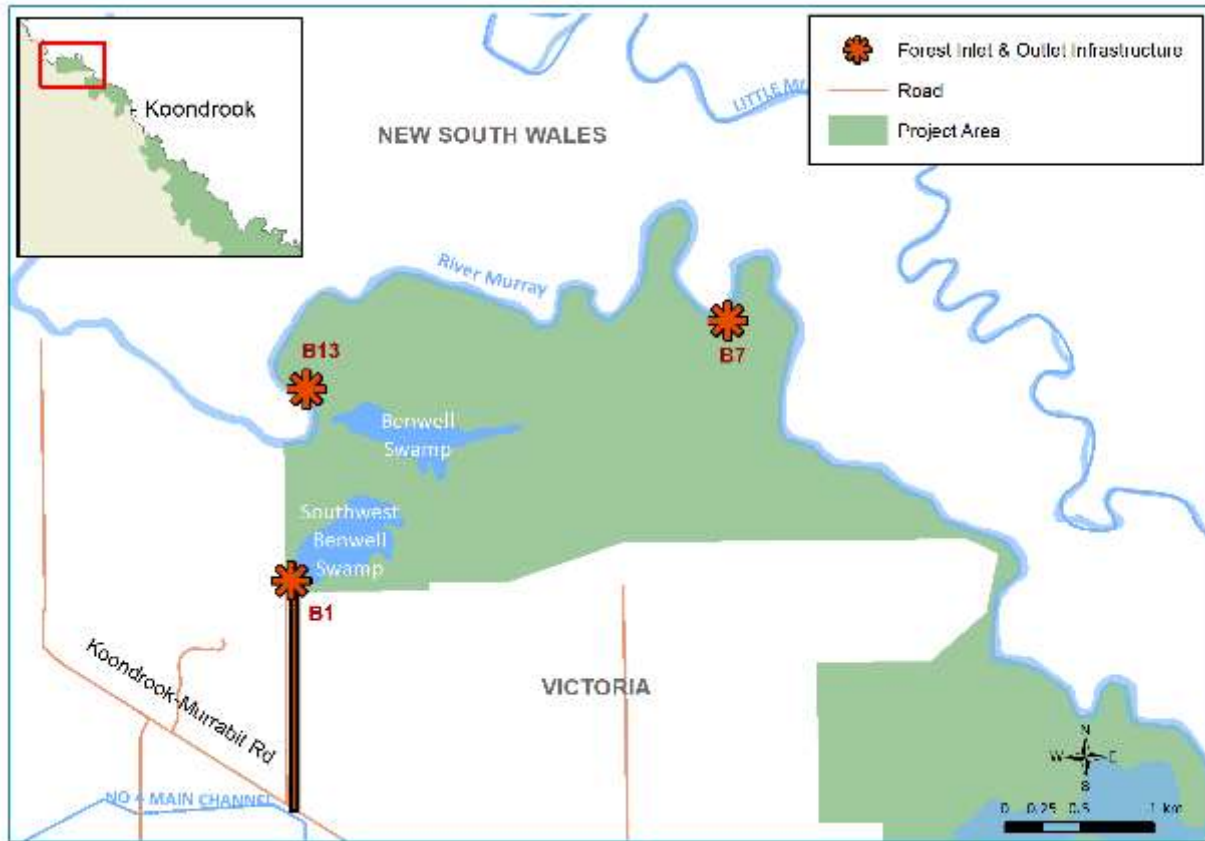 Koondrook
Forest Inlet & Outlet Infrastructure
Road
Project Area
LITTLE
NEW SOUTH WALES
River Murray
B13
B7
Benwell
Swamp
Southwest
Benwell
Swamp
B1
Koondrook-Murrabit Rd
VICTORIA
NO 4 MAIN CHANNEL
N
W
E
S
0 0.25 0.5 1 km